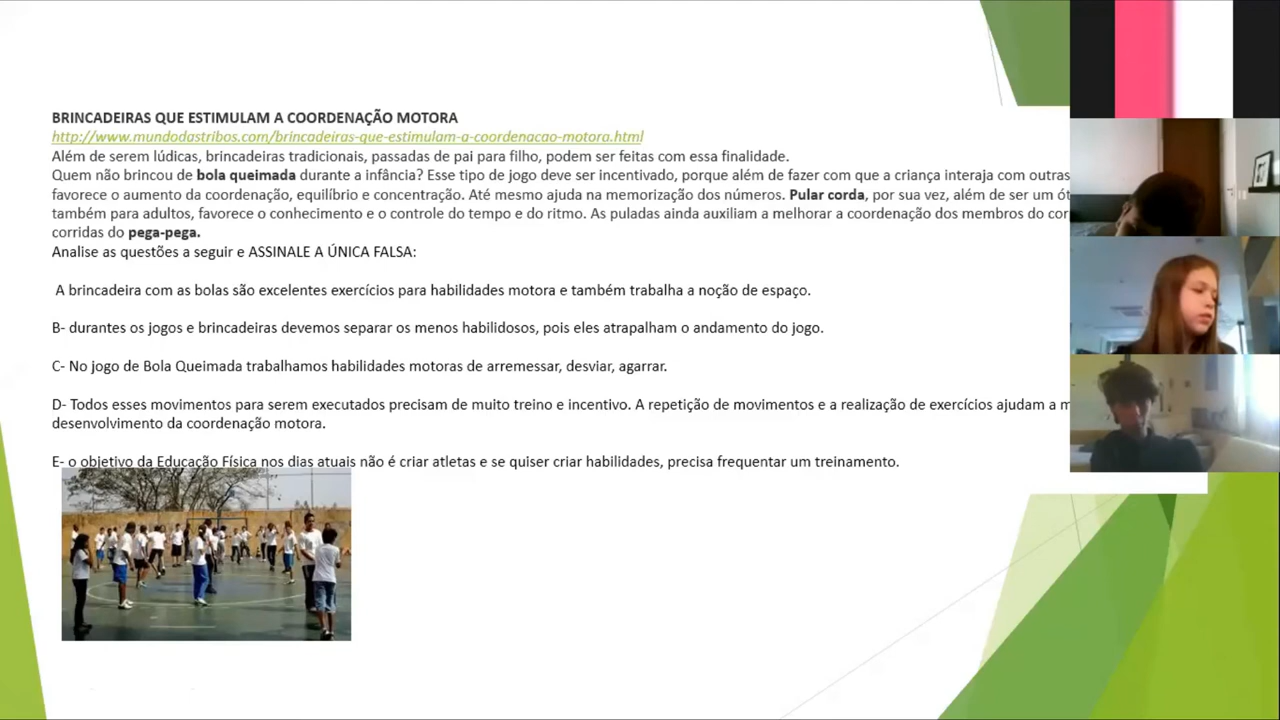 BRINCADEIRAS QUE ESTIMULAM A COORDENAÇÃO MOTORA
http://www.mundodastribos.com/brincadeiras-que-estimulam-a-coordenacao-motora.html
Além de serem lúdicas, brincadeiras tradicionais, passadas de pai para filho, podem ser feitas com essa finalidade.
Quem não brincou de bola queimada durante a infância? Esse tipo de jogo deve ser incentivado, porque além de fazer com que a criança interaja com outras
favorece o aumento da coordenação, equilíbrio e concentração. Até mesmo ajuda na memorização dos números. Pular corda, por sua vez, além de ser um
também para adultos, favorece o conhecimento e o controle do tempo e do ritmo. As puladas ainda auxiliam a melhorar a coordenação dos membros do
corridas do pega-pega.
Analise as questões a seguir e ASSINALE A ÚNICA FALSA:
A brincadeira com as bolas são excelentes exercícios para habilidades motora e também trabalha a noção de espaço.
B- durantes os jogos e brincadeiras devemos separar os menos habilidosos, pois eles atrapalham o andamento do jogo.
C- No jogo de Bola Queimada trabalhamos habilidades motoras de arremessar, desviar, agarrar.
D- Todos esses movimentos para serem executados precisam de muito treino e incentivo. A repetição de movimentos e a realização de exercícios ajudam a
desenvolvimento da coordenação motora.
E- o objetivo da Educação Física nos dias atuais não é criar atletas e se quiser criar habilidades, precisa frequentar um treinamento.